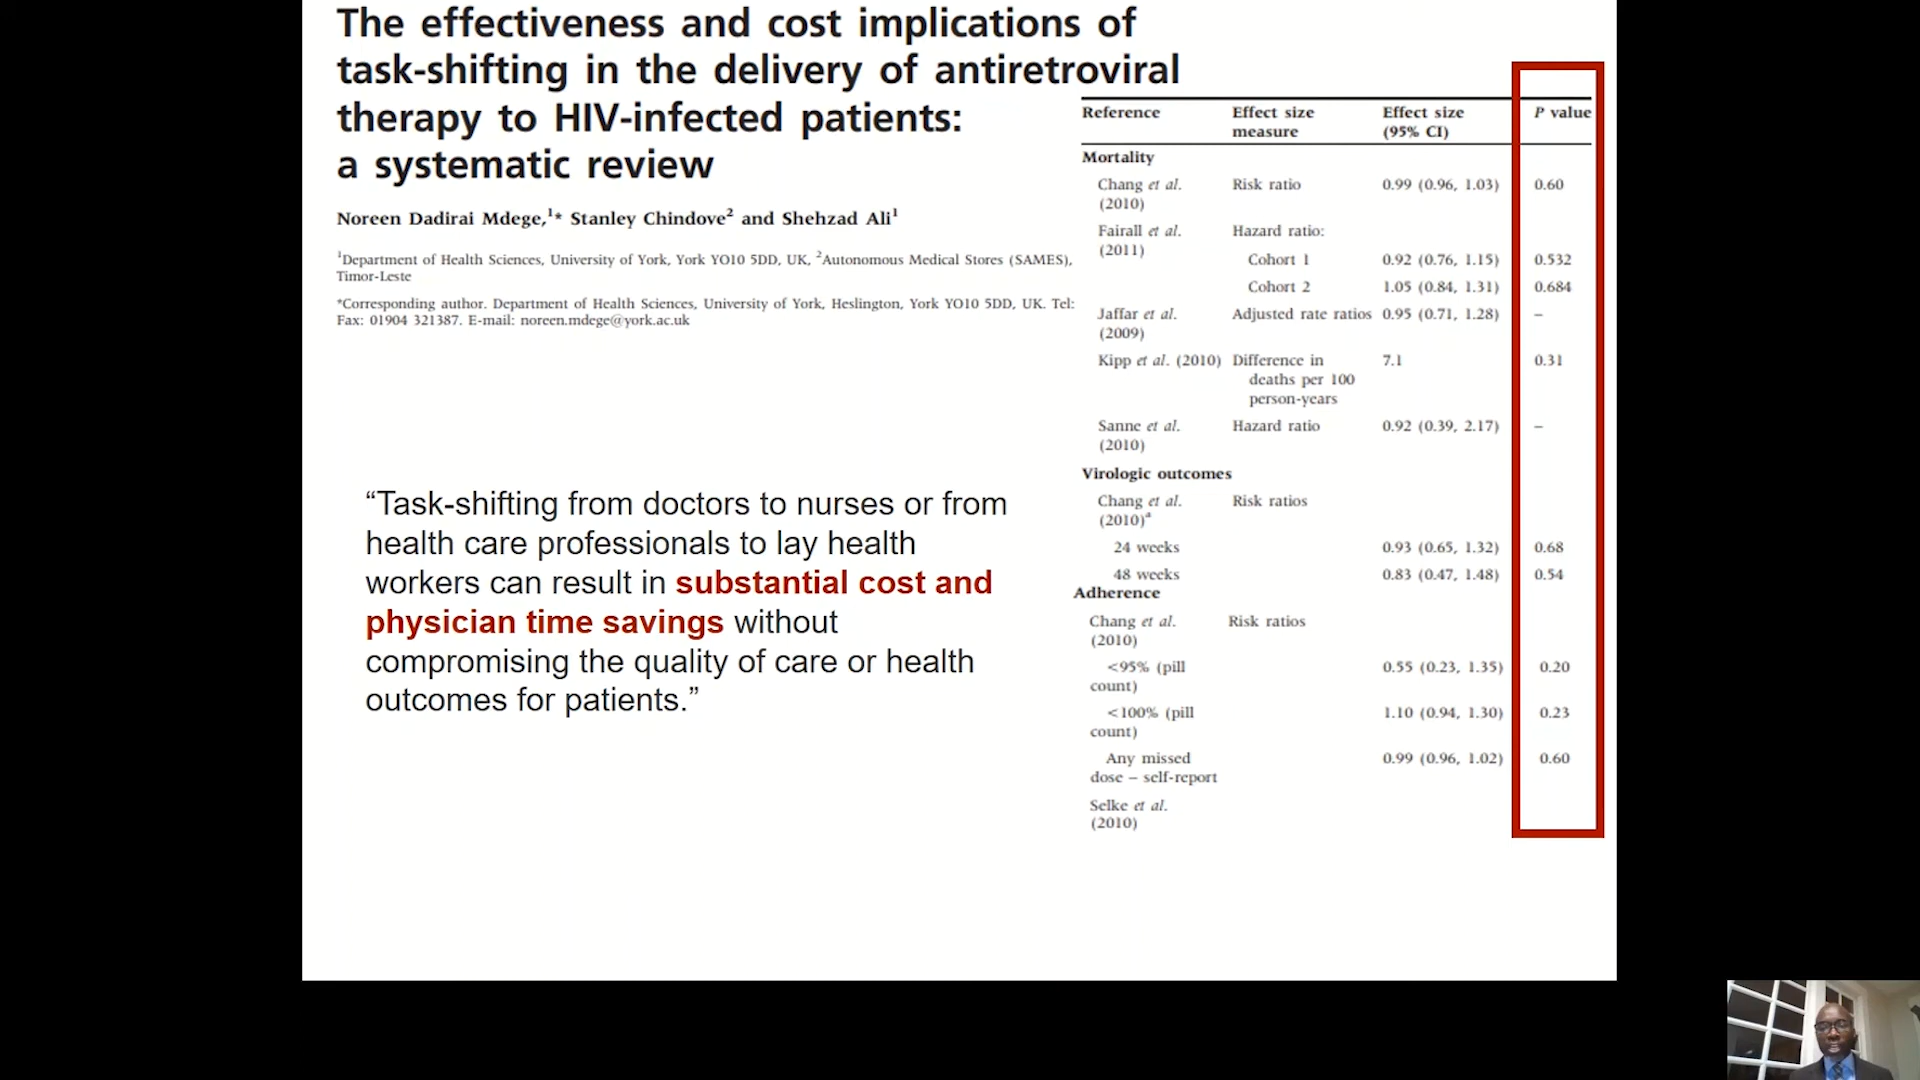 The effectiveness and cost implications of
task-shifting in the delivery of antiretroviral
therapy to HIV-infected patients:
a systematic review
Noreen Dadirai Mdege,1* Stanley Chindove2 and Shehzad Ali1
1Department of Health Sciences, University of York, York YO10 5DD, UK, 2Autonomous Medical Stores (SAMES),
Timor-Leste
*Corresponding author. Department of Health Sciences, University of York, Heslington, York YO10 5DD, UK. Tel:
Fax: 01904 321387. E-mail: noreen.mdege@york.ac.uk
“Task-shifting from doctors to nurses or from
health care professionals to lay health
workers can result in substantial cost and
physician time savings without
compromising the quality of care or health
outcomes for patients.”
Reference Effect size measure Effect size (95% CI) P value
Mortality
Chang et al. (2010) Risk ratio 0.99 (0.96, 1.03) 0.60
Fairall et al. (2011) Hazard ratio:
Cohort 1 0.92 (0.76, 1.15) 0.532
Cohort 2 1.05 (0.84, 1.31) 0.684
Jaffar et al. (2009) Adjusted rate ratios 0.95 (0.71, 1.28) –
Kipp et al. (2010) Difference in deaths per 100 person-years 7.1 0.31
Sanne et al. (2010) Hazard ratio 0.92 (0.39, 2.17) –
Virologic outcomes
Chang et al. (2010)a Risk ratios
24 weeks 0.93 (0.65, 1.32) 0.68
48 weeks 0.83 (0.47, 1.48) 0.54
Adherence
Chang et al. (2010) Risk ratios
<95% (pill count) 0.55 (0.23, 1.35) 0.20
<100% (pill count) 1.10 (0.94, 1.30) 0.23
Any missed dose – self-report 0.99 (0.96, 1.02) 0.60
Selke et al. (2010)